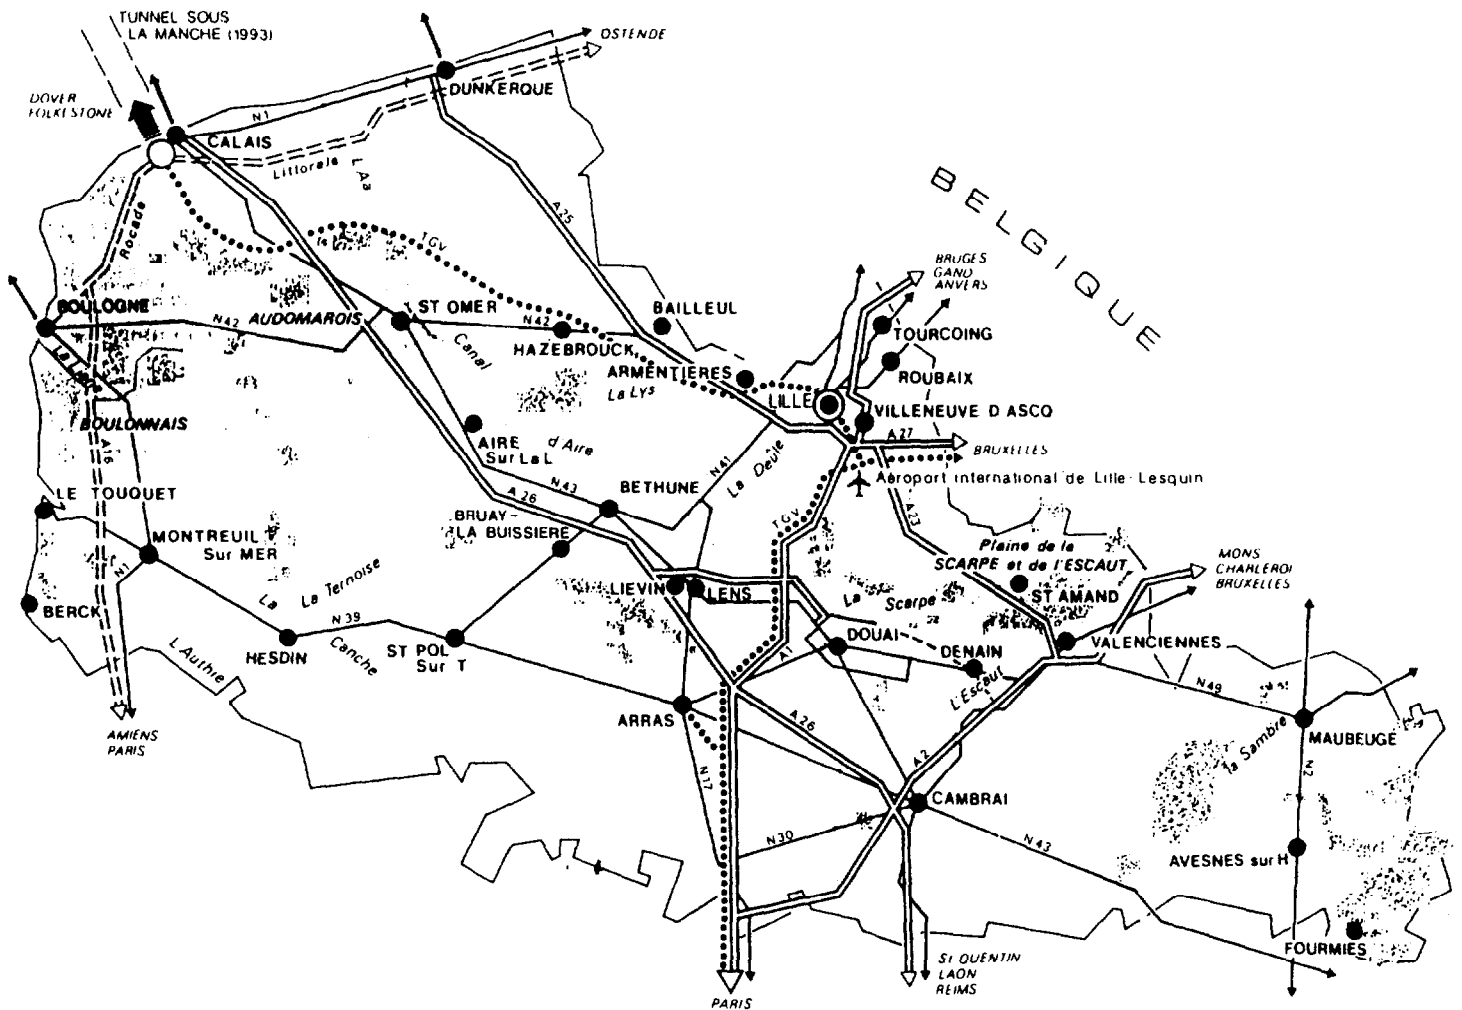 TUNNEL SOUS
LA MANCHE (1993)
OSTENDE
DOVER
FOLKESTONE
DUNKERQUE
N1
CALAIS
Littorale
L'Aa
BELGIQUE
Rocade
A25
TGV
BRUGES
GAND
ANVERS
BOULOGNE
N42
AUDOMAROIS
ST OMER
N42
BAILLEUL
TOURCOING
HAZEBROUCK
Canal
La Liane
ARMENTIERES
ROUBAIX
La Lys
LILLE
VILLENEUVE D ASCQ
BOULONNAIS
A16
AIRE
Sur La L
d'Aire
N41
La Deûle
A27
BRUXELLES
Aéroport international de Lille-Lesquin
LE TOUQUET
A26
N43
BETHUNE
BRUAY-
LA BUISSIERE
TGV
A23
MONTREUIL
Sur MER
Plaine de la
SCARPE et de l'ESCAUT
MONS
CHARLEROI
BRUXELLES
N1
La Ternoise
La
LIEVIN
LENS
La
Scarpe
ST AMAND
BERCK
N39
HESDIN
Canche
ST POL
Sur T
L'Authie
DOUAI
A1
DENAIN
VALENCIENNES
L'Escaut
N49
ARRAS
A26
AMIENS
PARIS
A2
la Sambre
MAUBEUGE
N17
N2
CAMBRAI
N30
N43
AVESNES sur H
FOURMIES
PARIS
St QUENTIN
LAON
REIMS